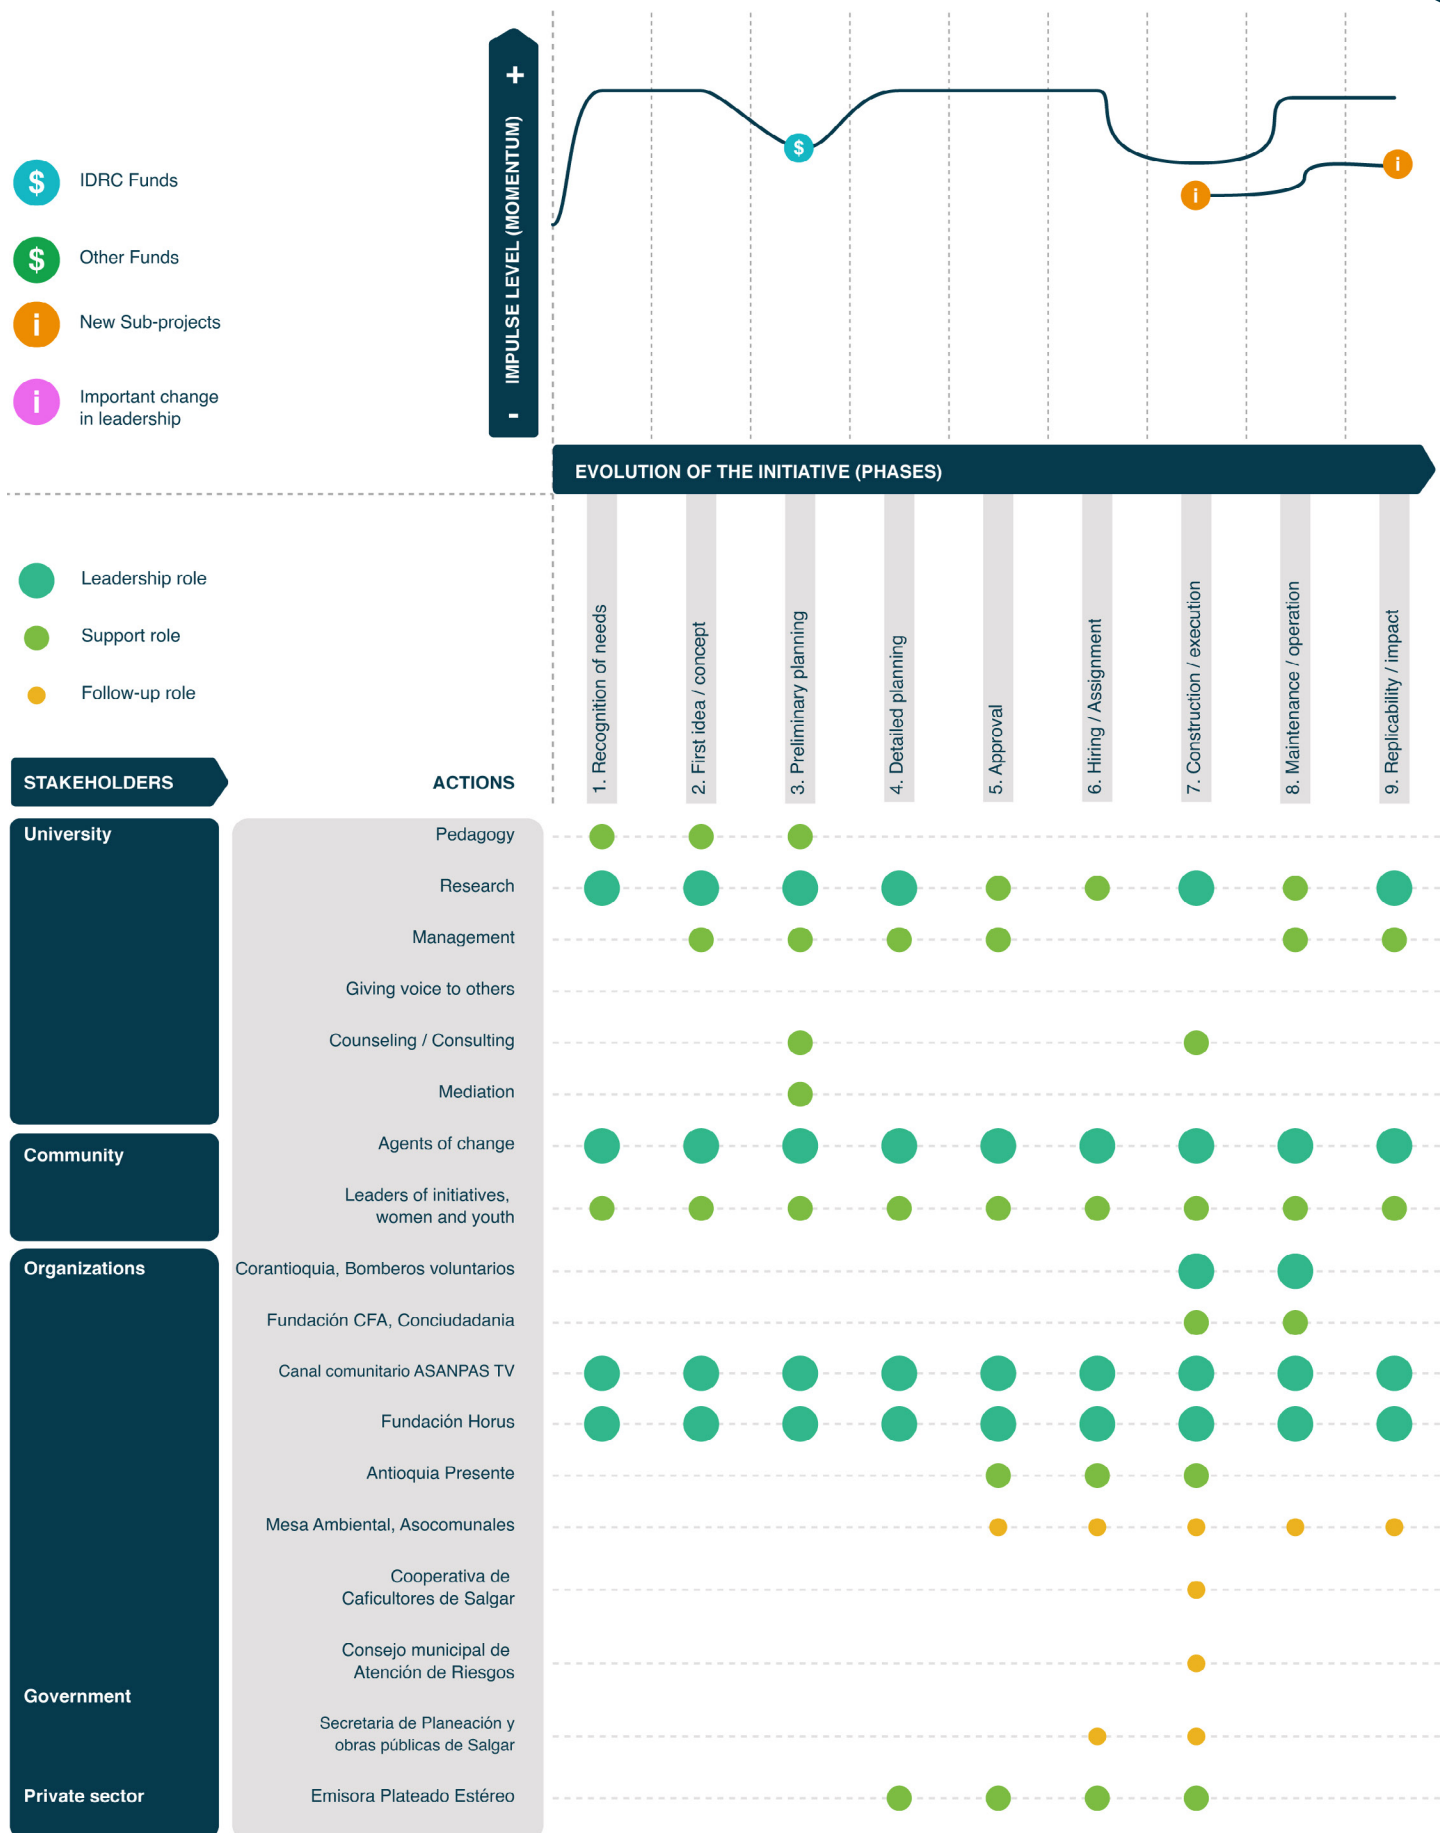 +
IMPULSE LEVEL (MOMENTUM)
-
$
i
i
$ IDRC Funds
$ Other Funds
i New Sub-projects
i Important change
in leadership
EVOLUTION OF THE INITIATIVE (PHASES)
Leadership role
Support role
Follow-up role
1. Recognition of needs
2. First idea / concept
3. Preliminary planning
4. Detailed planning
5. Approval
6. Hiring / Assignment
7. Construction / execution
8. Maintenance / operation
9. Replicability / impact
STAKEHOLDERS
ACTIONS
University
Pedagogy
Research
Management
Giving voice to others
Counseling / Consulting
Mediation
Community
Agents of change
Leaders of initiatives,
women and youth
Organizations
Corantioquia, Bomberos voluntarios
Fundación CFA, Conciudadania
Canal comunitario ASANPAS TV
Fundación Horus
Antioquia Presente
Mesa Ambiental, Asocomunales
Cooperativa de
Caficultores de Salgar
Consejo municipal de
Atención de Riesgos
Government
Secretaria de Planeación y
obras públicas de Salgar
Private sector
Emisora Plateado Estéreo